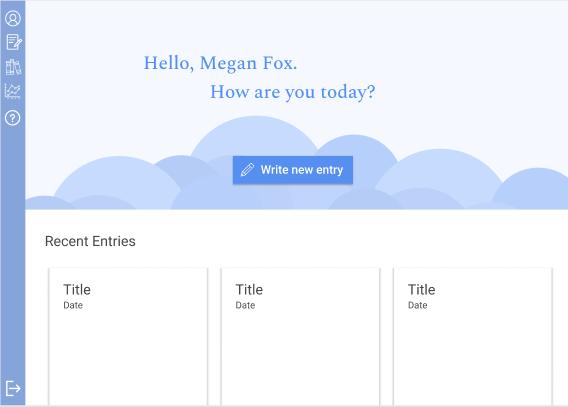 Hello, Megan Fox.
How are you today?
Write new entry
Recent Entries
Title
Date
Title
Date
Title
Date